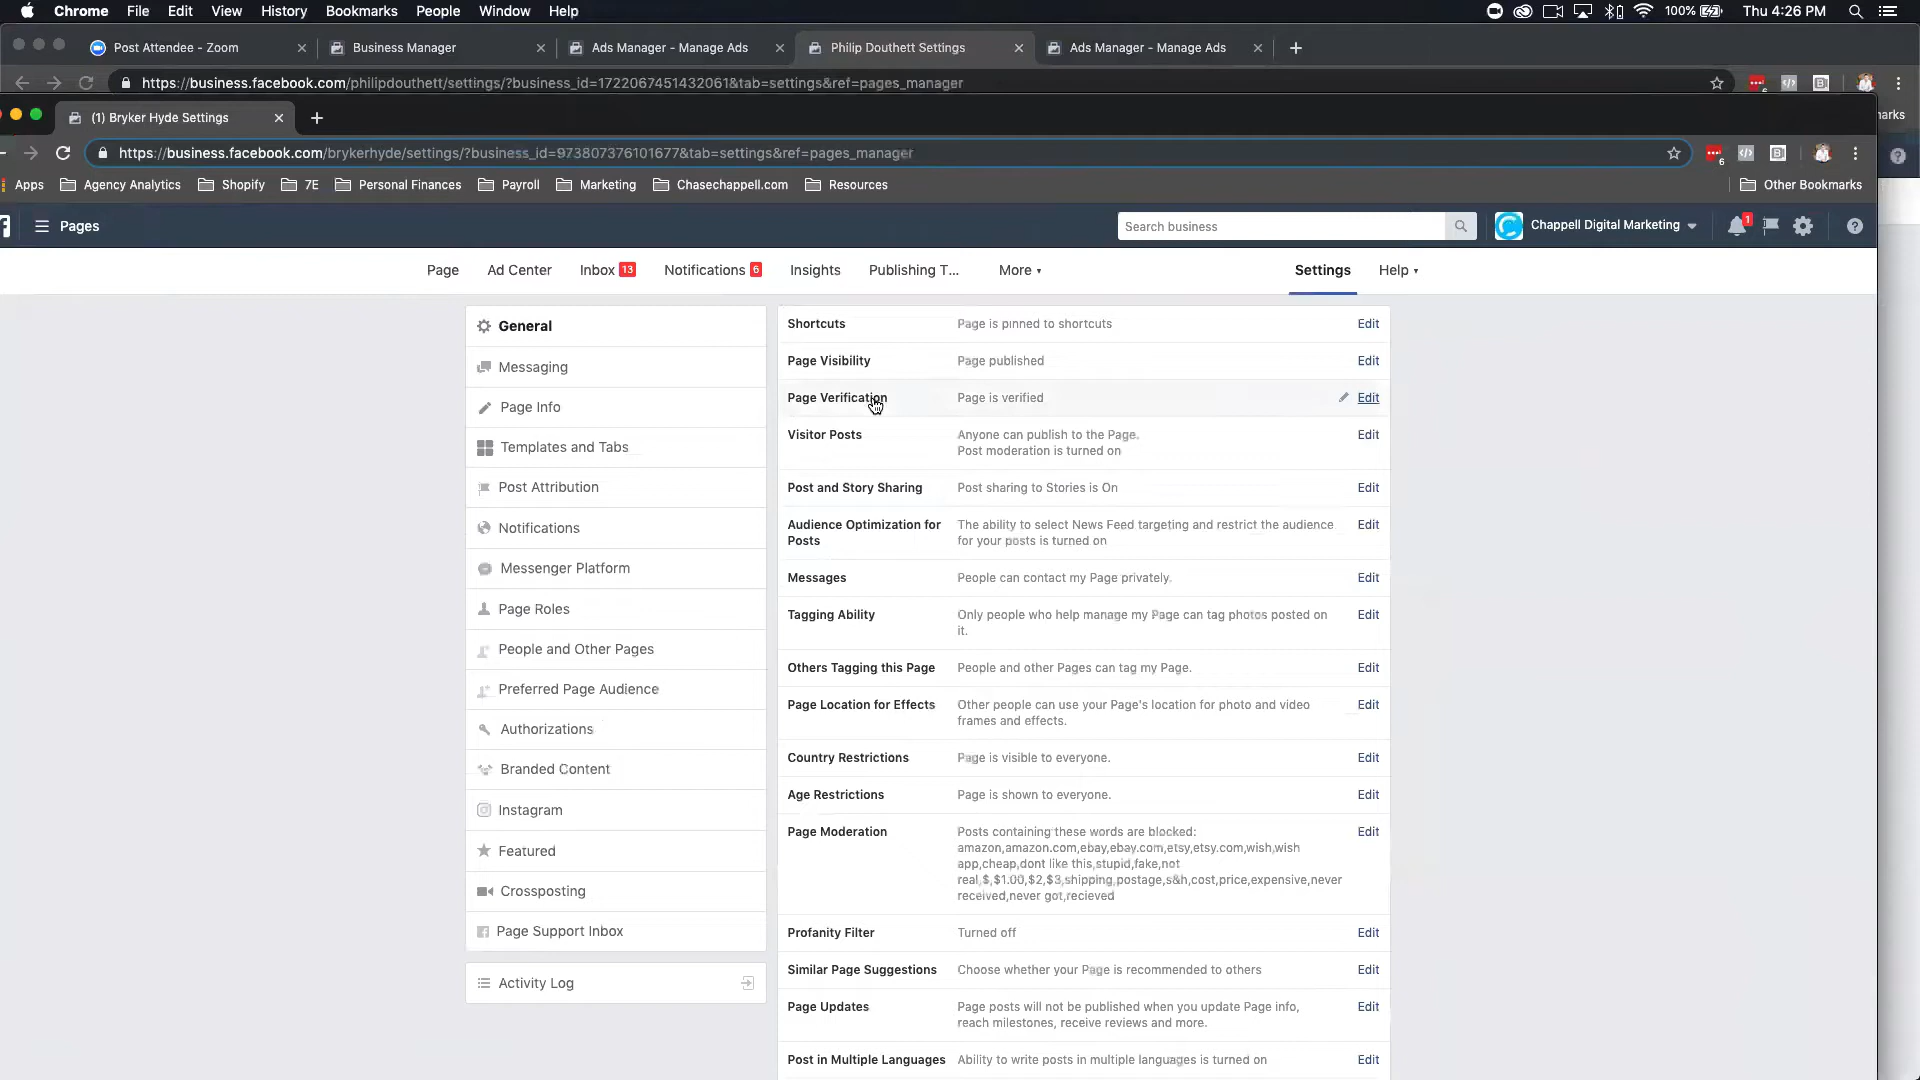 Chrome File Edit View History Bookmarks People Window Help 100% Thu 4:26 PM
Post Attendee - Zoom Business Manager Ads Manager - Manage Ads Philip Douthett Settings Ads Manager - Manage Ads
https://business.facebook.com/philipdouthett/settings/?business_id=1722067451432061&tab=settings&ref=pages_manager
(1) Bryker Hyde Settings
https://business.facebook.com/brykerhyde/settings/?business_id=973807376101677&tab=settings&ref=pages_manager
Apps Agency Analytics Shopify 7E Personal Finances Payroll Marketing Chasechappell.com Resources Other Bookmarks
Pages Search business Chappell Digital Marketing 1
Page Ad Center Inbox 13 Notifications 6 Insights Publishing T... More Settings Help
General
Messaging
Page Info
Templates and Tabs
Post Attribution
Notifications
Messenger Platform
Page Roles
People and Other Pages
Preferred Page Audience
Authorizations
Branded Content
Instagram
Featured
Crossposting
Page Support Inbox
Activity Log
Shortcuts Page is pinned to shortcuts Edit
Page Visibility Page published Edit
Page Verification Page is verified Edit
Visitor Posts Anyone can publish to the Page. Edit
Post moderation is turned on
Post and Story Sharing Post sharing to Stories is On Edit
Audience Optimization for The ability to select News Feed targeting and restrict the audience Edit
Posts for your posts is turned on
Messages People can contact my Page privately. Edit
Tagging Ability Only people who help manage my Page can tag photos posted on Edit
it.
Others Tagging this Page People and other Pages can tag my Page. Edit
Page Location for Effects Other people can use your Page's location for photo and video Edit
frames and effects.
Country Restrictions Page is visible to everyone. Edit
Age Restrictions Page is shown to everyone. Edit
Page Moderation Posts containing these words are blocked: Edit
amazon,amazon.com,ebay,ebay.com,etsy,etsy.com,wish,wish
app,cheap,dont like this,stupid,fake,not
real,$,$1.00,$2,$3,shipping,postage,s&h,cost,price,expensive,never
received,never got,recieved
Profanity Filter Turned off Edit
Similar Page Suggestions Choose whether your Page is recommended to others Edit
Page Updates Page posts will not be published when you update Page info, Edit
reach milestones, receive reviews and more.
Post in Multiple Languages Ability to write posts in multiple languages is turned on Edit